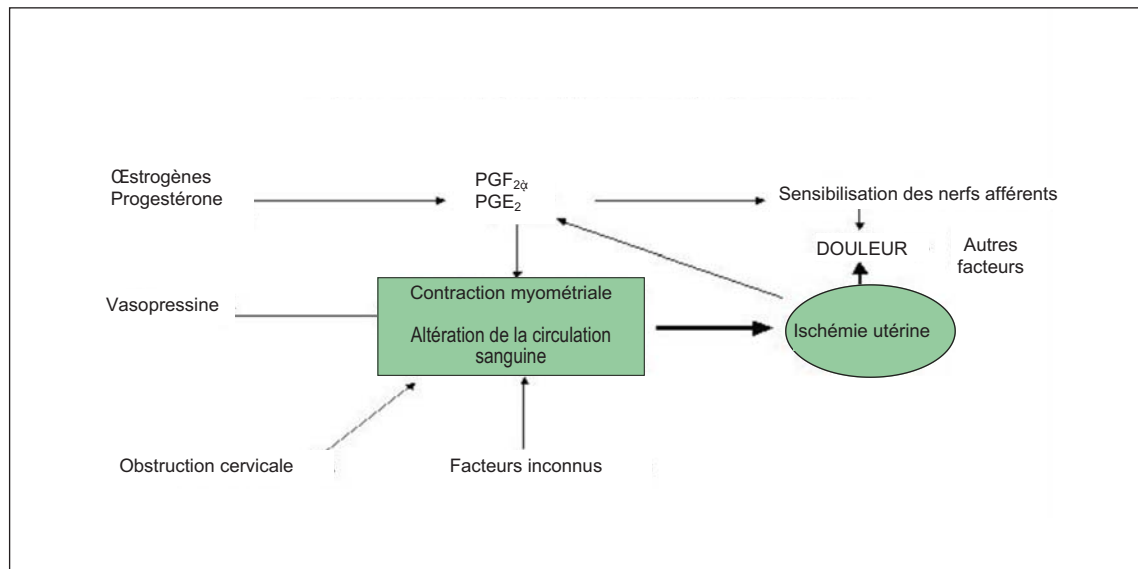 Œstrogènes
Progestérone
PGF2α
PGE2
Sensibilisation des nerfs afférents
DOULEUR
Autres
facteurs
Vasopressine
Contraction myométriale
Altération de la circulation
sanguine
Ischémie utérine
Obstruction cervicale
Facteurs inconnus